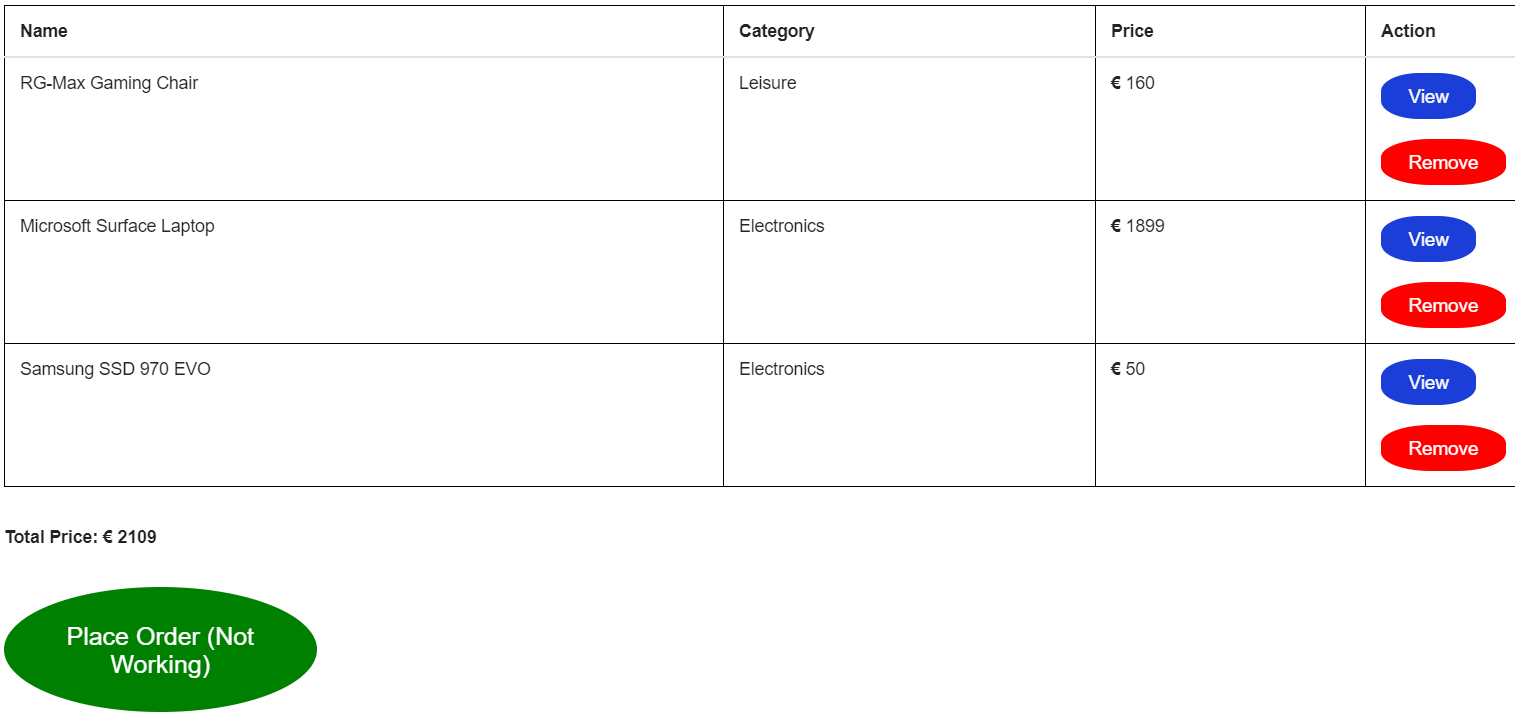 Name Category Price Action
RG-Max Gaming Chair Leisure € 160 View
Remove
Microsoft Surface Laptop Electronics € 1899 View
Remove
Samsung SSD 970 EVO Electronics € 50 View
Remove
Total Price: € 2109
Place Order (Not
Working)